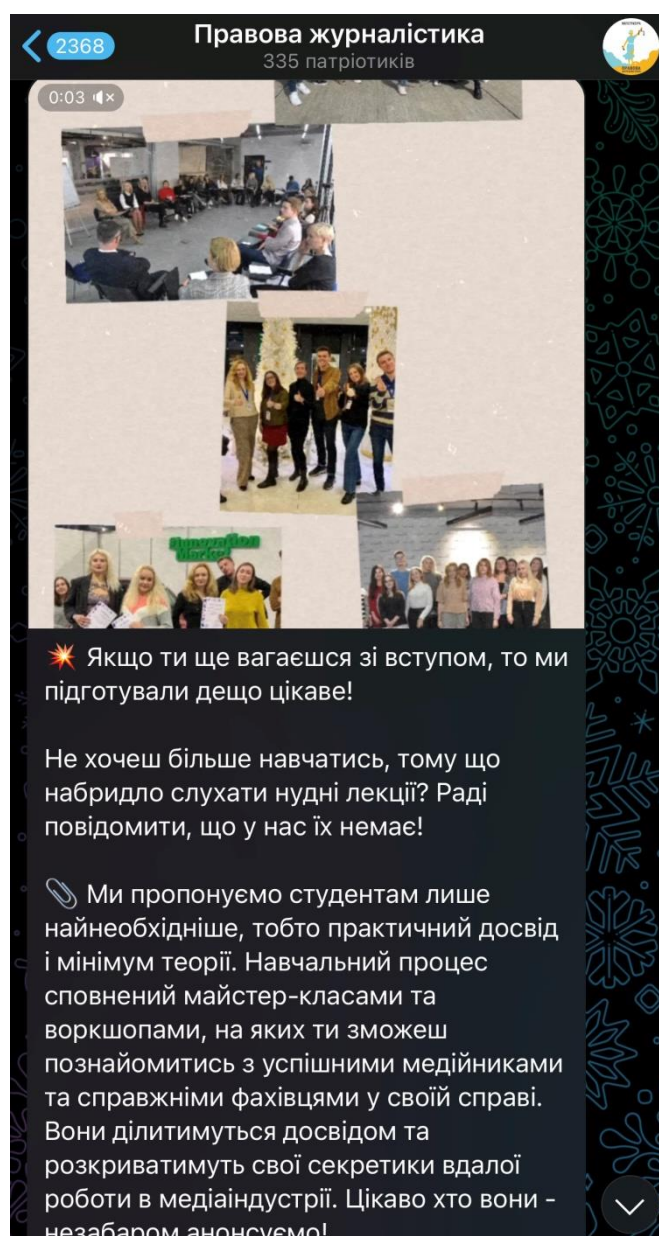 2368
Правова журналістика
335 патріотиків
0:03
Innovation
Market
💥 Якщо ти ще вагаєшся зі вступом, то ми
підготували дещо цікаве!
Не хочеш більше навчатись, тому що
набридло слухати нудні лекції? Раді
повідомити, що у нас їх немає!
📎 Ми пропонуємо студентам лише
найнеобхідніше, тобто практичний досвід
і мінімум теорії. Навчальний процес
сповнений майстер-класами та
воркшопами, на яких ти зможеш
познайомитись з успішними медійниками
та справжніми фахівцями у своїй справі.
Вони ділитимуться досвідом та
розкриватимуть свої секретики вдалої
роботи в медіаіндустрії. Цікаво хто вони -
незабаром анонсуємо!